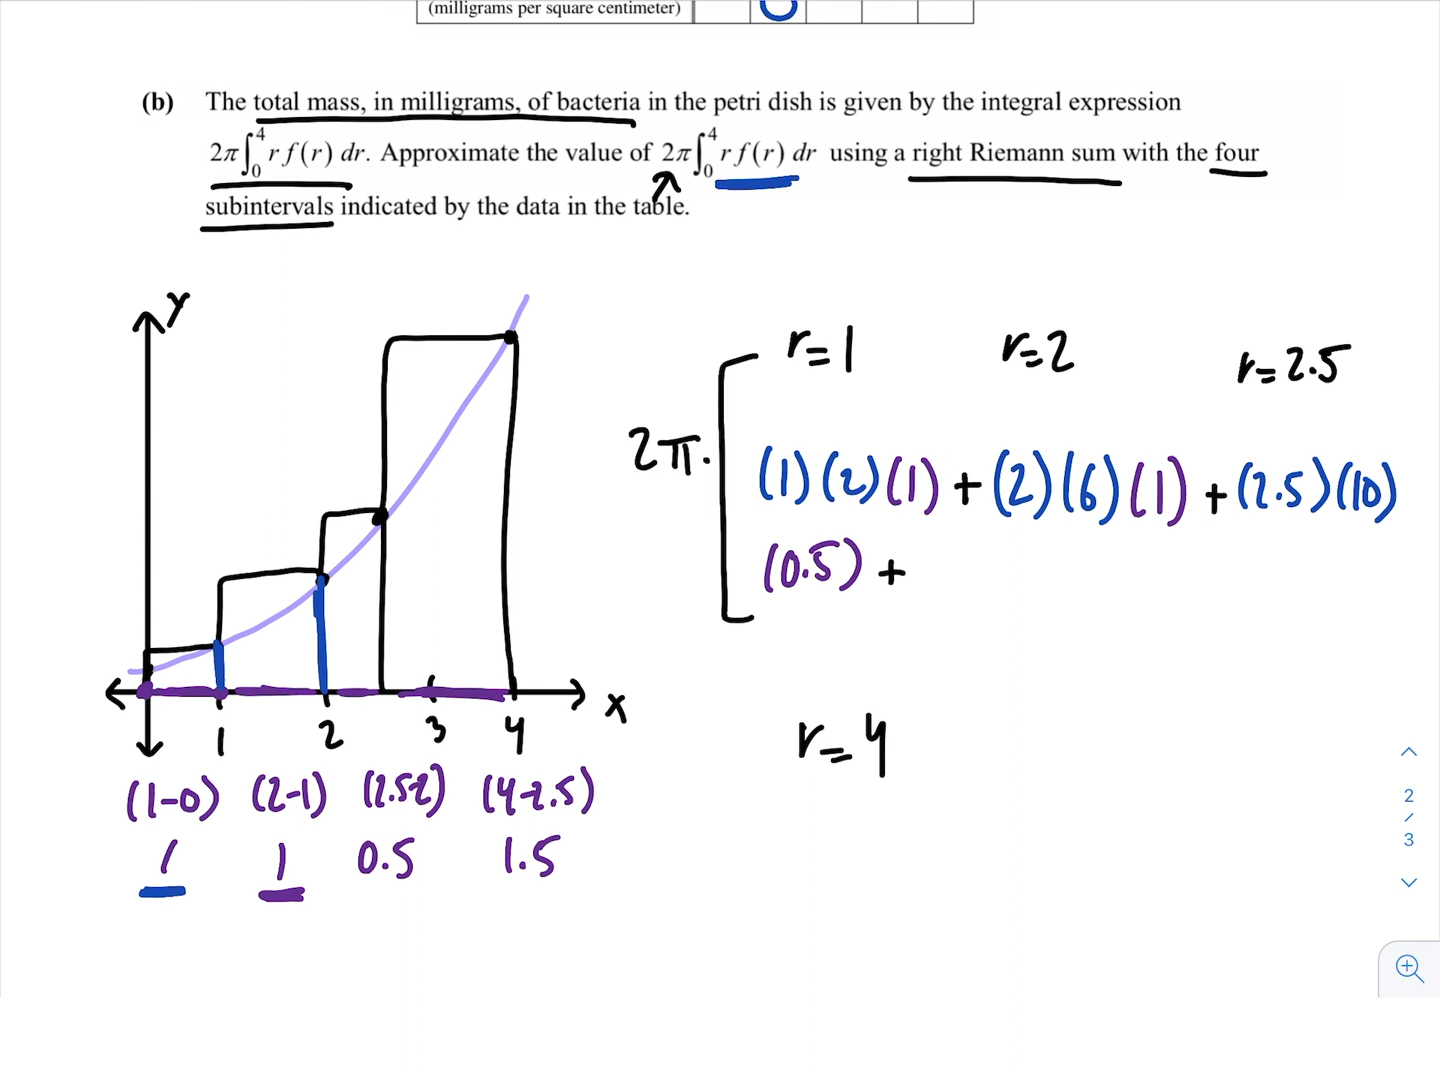 (milligrams per square centimeter)
(b) The total mass, in milligrams, of bacteria in the petri dish is given by the integral expression
2π∫₀⁴ r f(r) dr. Approximate the value of 2π∫₀⁴ r f(r) dr using a right Riemann sum with the four
subintervals indicated by the data in the table.
y
r=1 r=2 r=2.5
2π·
(1)(2)(1) + (2)(6)(1) + (2.5)(10)
(0.5) +
x
1 2 3 4
r=4
(1-0) (2-1) (2.5-2) (4-2.5)
1 1 0.5 1.5
2
/
3